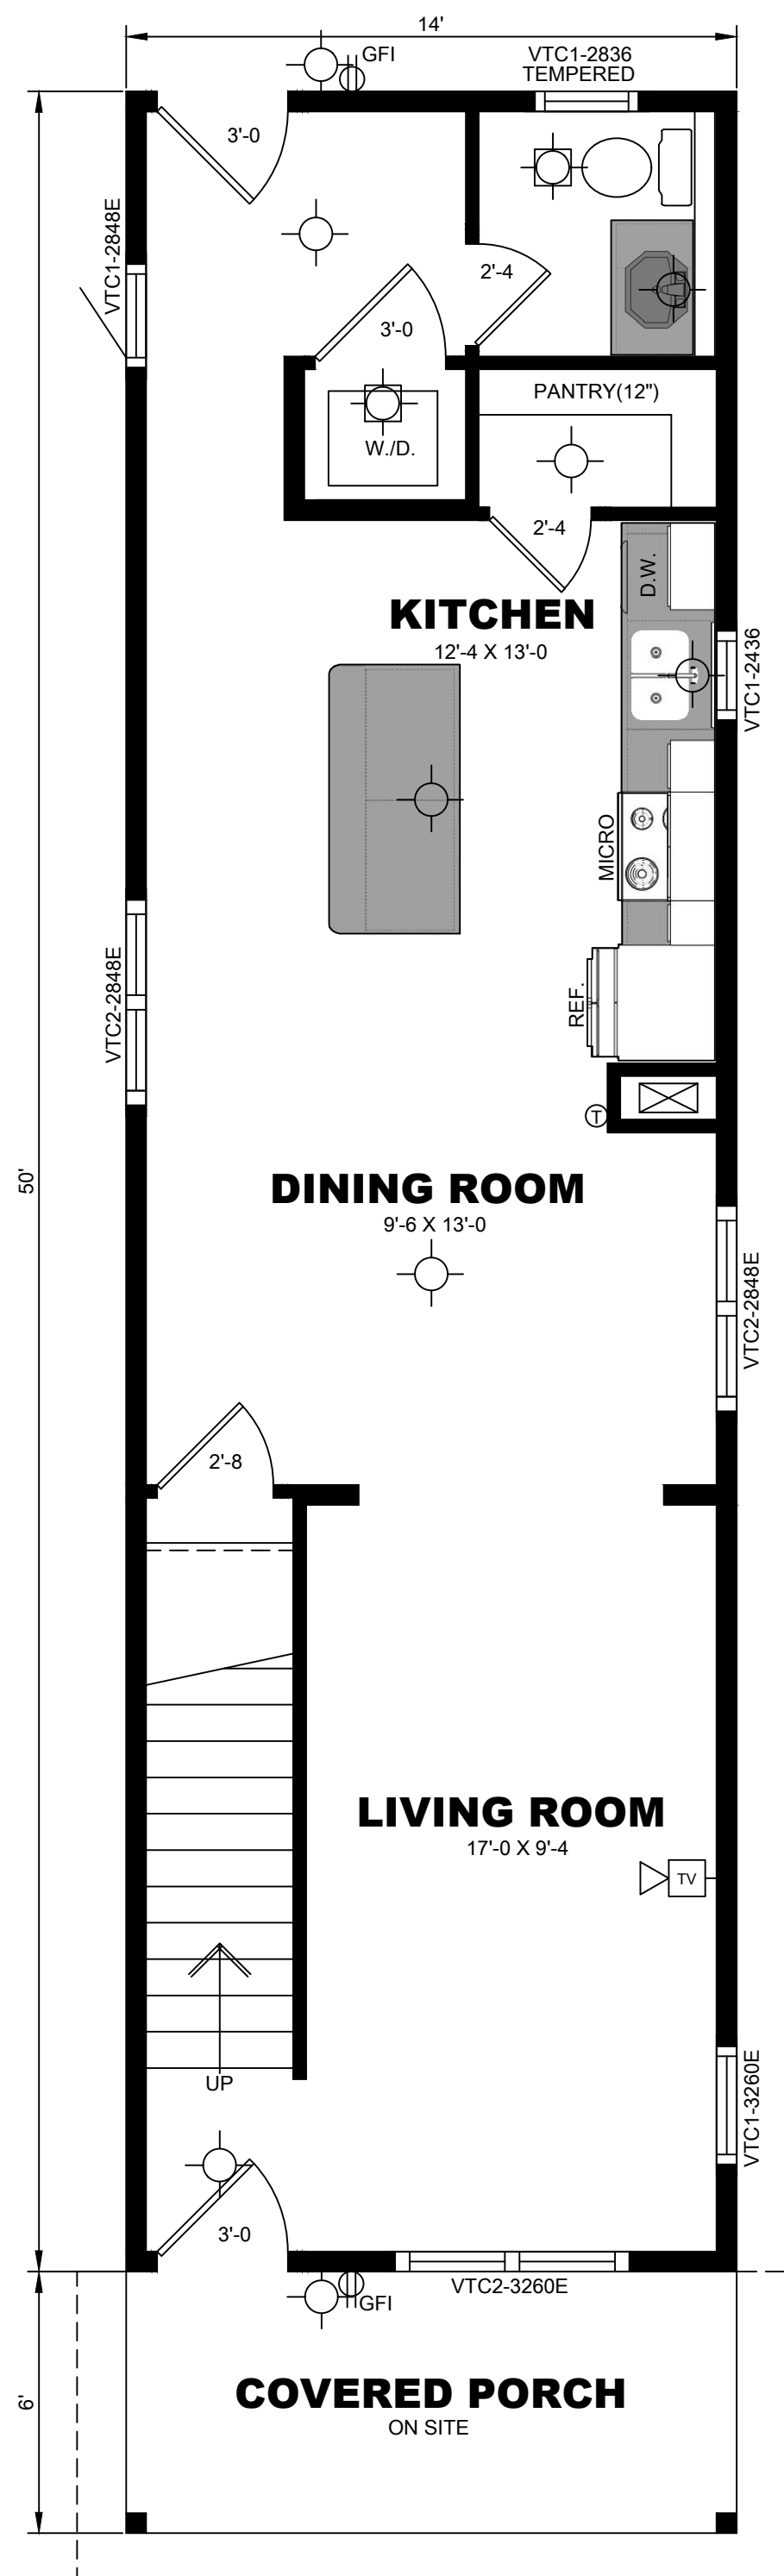 14'
GFI
VTC1-2836
TEMPERED
3'-0
VTC1-2848E
2'-4
3'-0
PANTRY(12")
W./D.
2'-4
D.W.
KITCHEN
12'-4 X 13'-0
VTC1-2436
MICRO
VTC2-2848E
REF.
T
50'
DINING ROOM
9'-6 X 13'-0
VTC2-2848E
2'-8
LIVING ROOM
17'-0 X 9'-4
TV
UP
VTC1-3260E
3'-0
VTC2-3260E
GFI
6'
COVERED PORCH
ON SITE